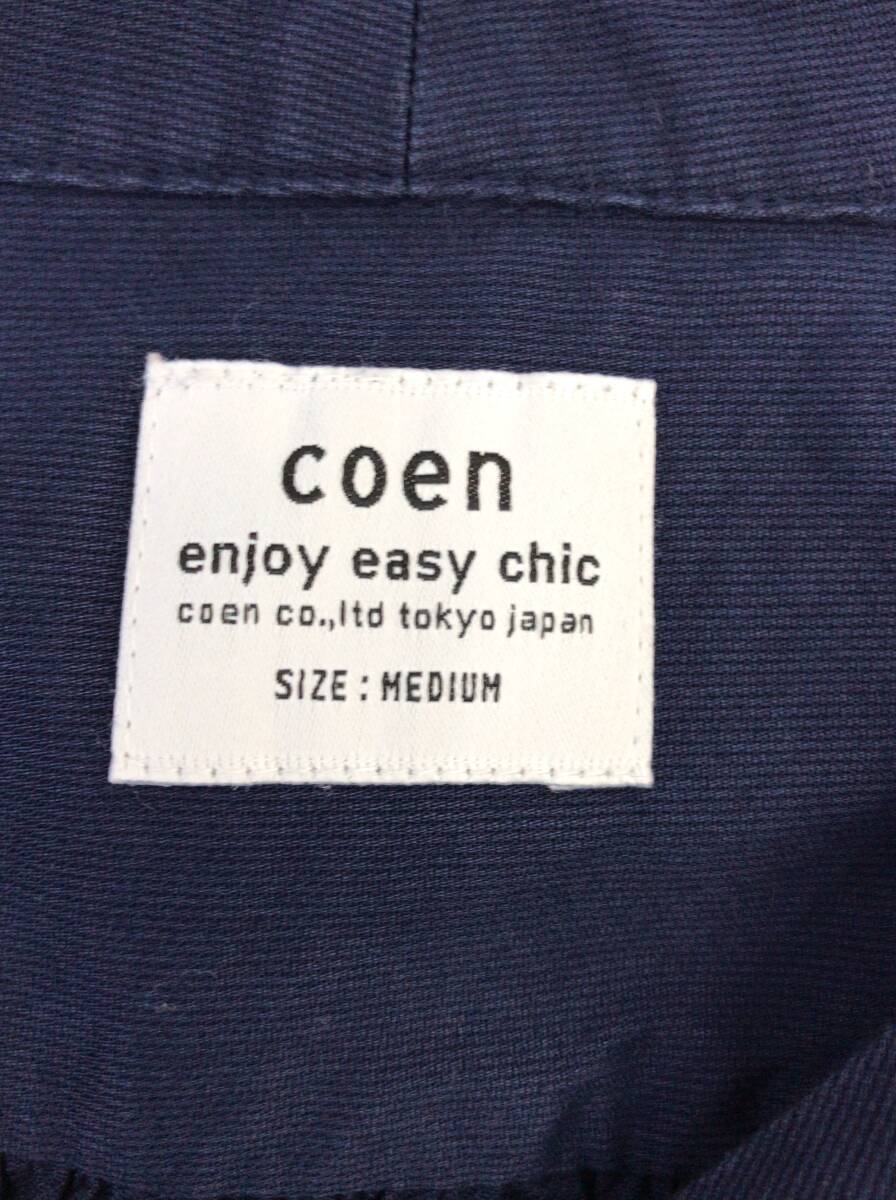 coen
enjoy easy chic
coen co.,ltd tokyo japan
SIZE : MEDIUM